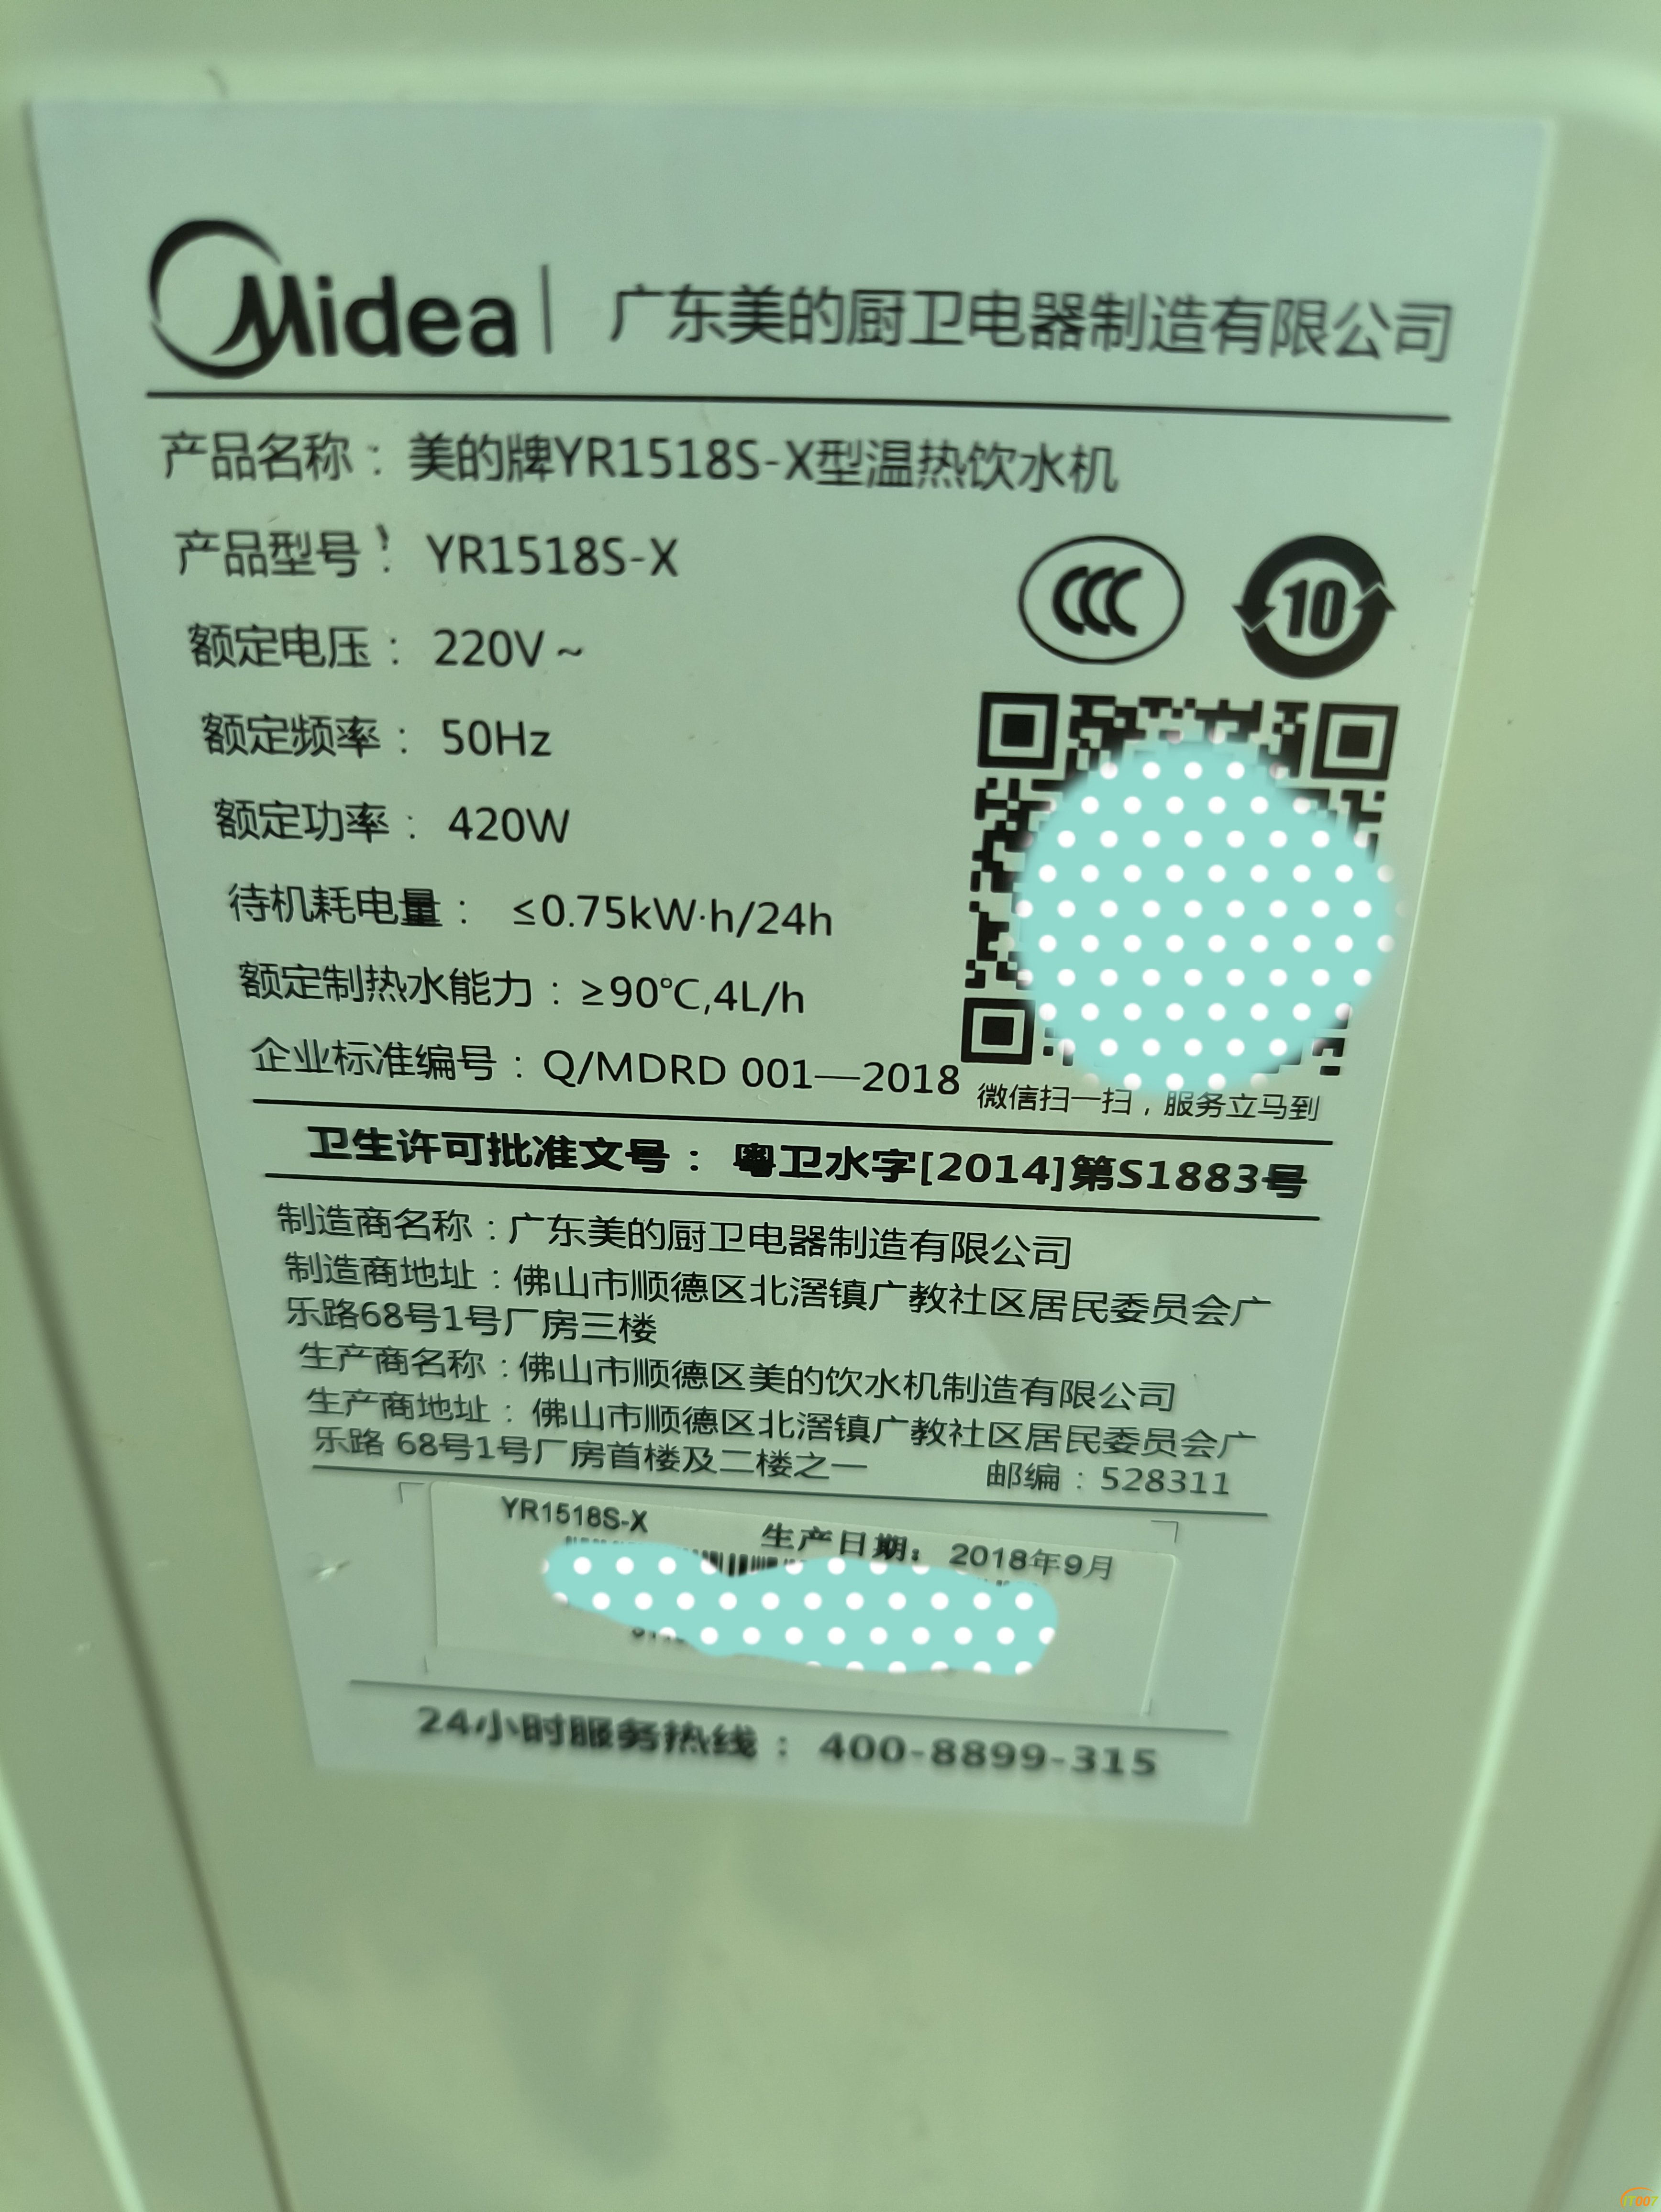 Midea 广东美的厨卫电器制造有限公司
产品名称：美的牌YR1518S-X型温热饮水机
产品型号：YR1518S-X
CCC
10
额定电压：220V～
额定频率：50Hz
额定功率：420W
待机耗电量：≤0.75kW·h/24h
额定制热水能力：≥90℃,4L/h
企业标准编号：Q/MDRD 001—2018
微信扫一扫，服务立马到
卫生许可批准文号：粤卫水字[2014]第S1883号
制造商名称：广东美的厨卫电器制造有限公司
制造商地址：佛山市顺德区北滘镇广教社区居民委员会广
乐路68号1号厂房三楼
生产商名称：佛山市顺德区美的饮水机制造有限公司
生产商地址：佛山市顺德区北滘镇广教社区居民委员会广
乐路 68号1号厂房首楼及二楼之一 邮编：528311
YR1518S-X 生产日期：2018年9月
24小时服务热线：400-8899-315